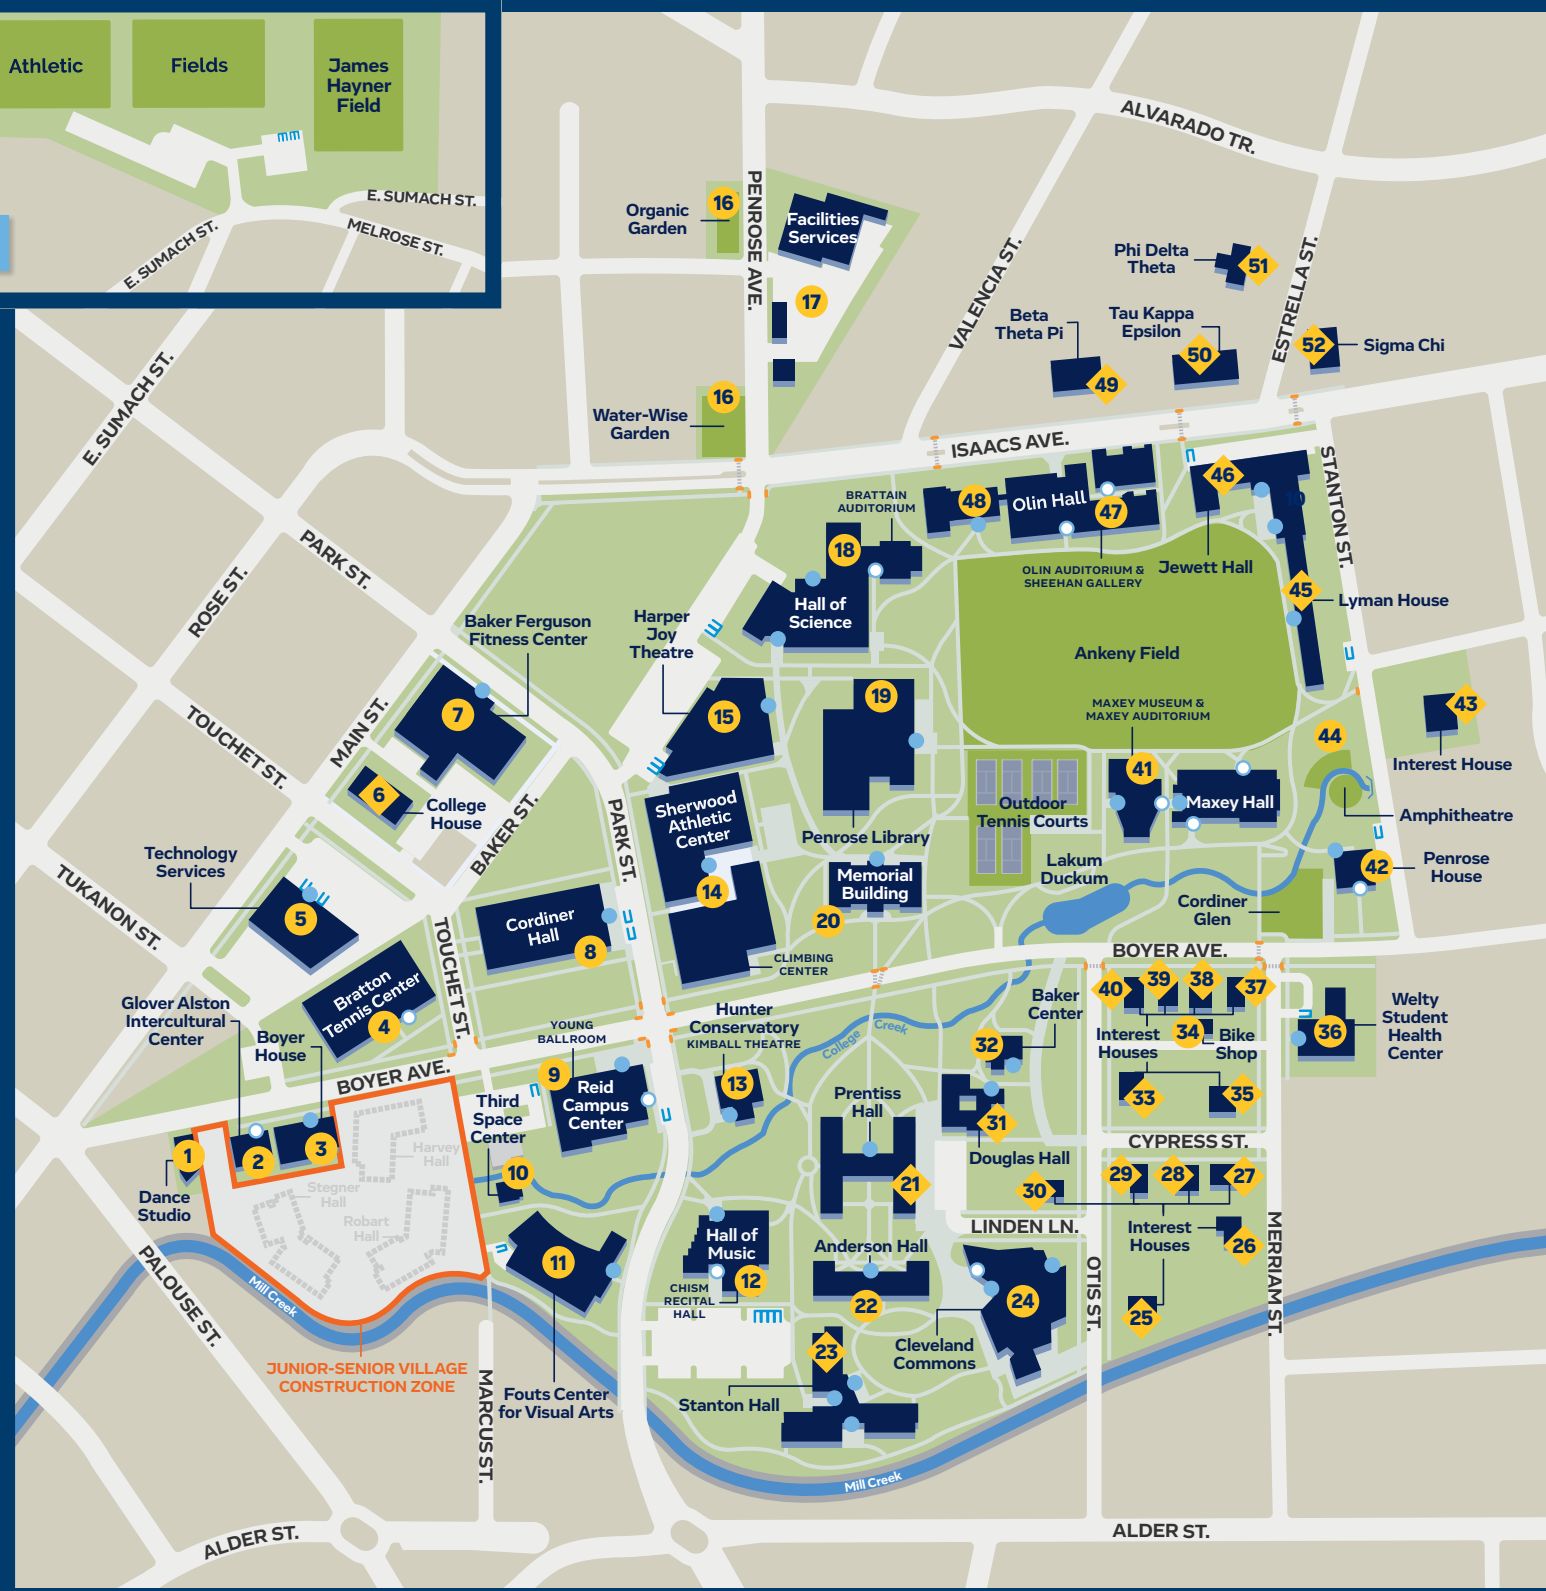 Athletic
Fields
James
Hayner
Field
E. SUMACH ST.
E. SUMACH ST.
MELROSE ST.
ALVARADO TR.
PENROSE AVE.
Organic
Garden
16
Facilities
Services
17
VALENCIA ST.
Phi Delta
Theta
51
ESTRELLA ST.
Beta
Theta Pi
49
Tau Kappa
Epsilon
50
52
Sigma Chi
E. SUMACH ST.
Water-Wise
Garden
16
ISAACS AVE.
STANTON ST.
BRATTAIN
AUDITORIUM
48
Olin Hall
47
46
10
OLIN AUDITORIUM &
SHEEHAN GALLERY
Jewett Hall
PARK ST.
ROSE ST.
18
Hall of
Science
45
Lyman House
Baker Ferguson
Fitness Center
7
Harper
Joy
Theatre
15
19
Penrose Library
Ankeny Field
MAXEY MUSEUM &
MAXEY AUDITORIUM
43
Interest House
44
TOUCHET ST.
MAIN ST.
6
College
House
BAKER ST.
PARK ST.
Sherwood
Athletic
Center
14
CLIMBING
CENTER
Outdoor
Tennis Courts
41
Maxey Hall
Amphitheatre
Technology
Services
5
Memorial
Building
20
Lakum
Duckum
42
Penrose
House
Cordiner
Glen
TUKANON ST.
Cordiner
Hall
8
TOUCHET ST.
BOYER AVE.
Bratton
Tennis Center
4
Glover Alston
Intercultural
Center
Boyer
House
BOYER AVE.
YOUNG
BALLROOM
9
Reid
Campus
Center
Hunter
Conservatory
KIMBALL THEATRE
13
College
Creek
Baker
Center
32
40
39
38
37
Interest
Houses
34
Bike
Shop
36
Welty
Student
Health
Center
33
35
Third
Space
Center
10
Prentiss
Hall
21
31
Douglas Hall
CYPRESS ST.
1
Dance
Studio
2
3
Harvey
Hall
Stegner
Hall
Robart
Hall
30
29
28
27
LINDEN LN.
Interest
Houses
26
25
OTIS ST.
MERRIAM ST.
PALOUSE ST.
Mill Creek
11
Fouts Center
for Visual Arts
Hall of
Music
12
CHISM
RECITAL
HALL
Anderson Hall
22
24
Cleveland
Commons
23
Stanton Hall
JUNIOR-SENIOR VILLAGE
CONSTRUCTION ZONE
MARCUS ST.
Mill Creek
ALDER ST.
ALDER ST.